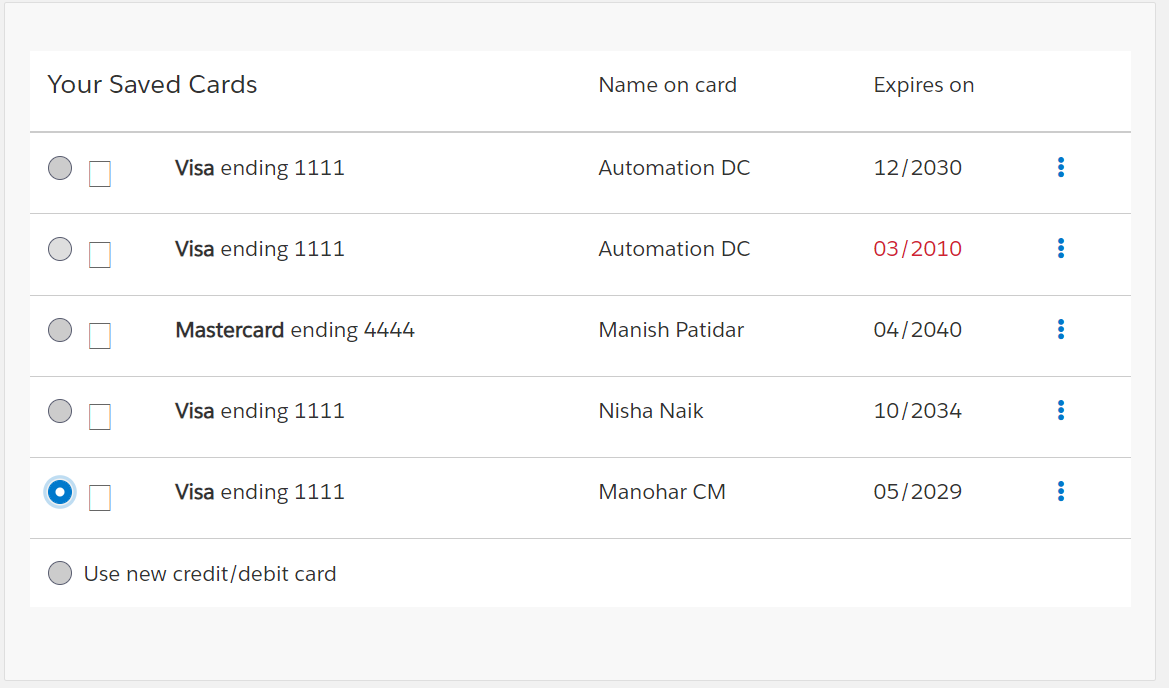 Your Saved Cards Name on card Expires on
Visa ending 1111 Automation DC 12/2030
Visa ending 1111 Automation DC 03/2010
Mastercard ending 4444 Manish Patidar 04/2040
Visa ending 1111 Nisha Naik 10/2034
Visa ending 1111 Manohar CM 05/2029
Use new credit/debit card